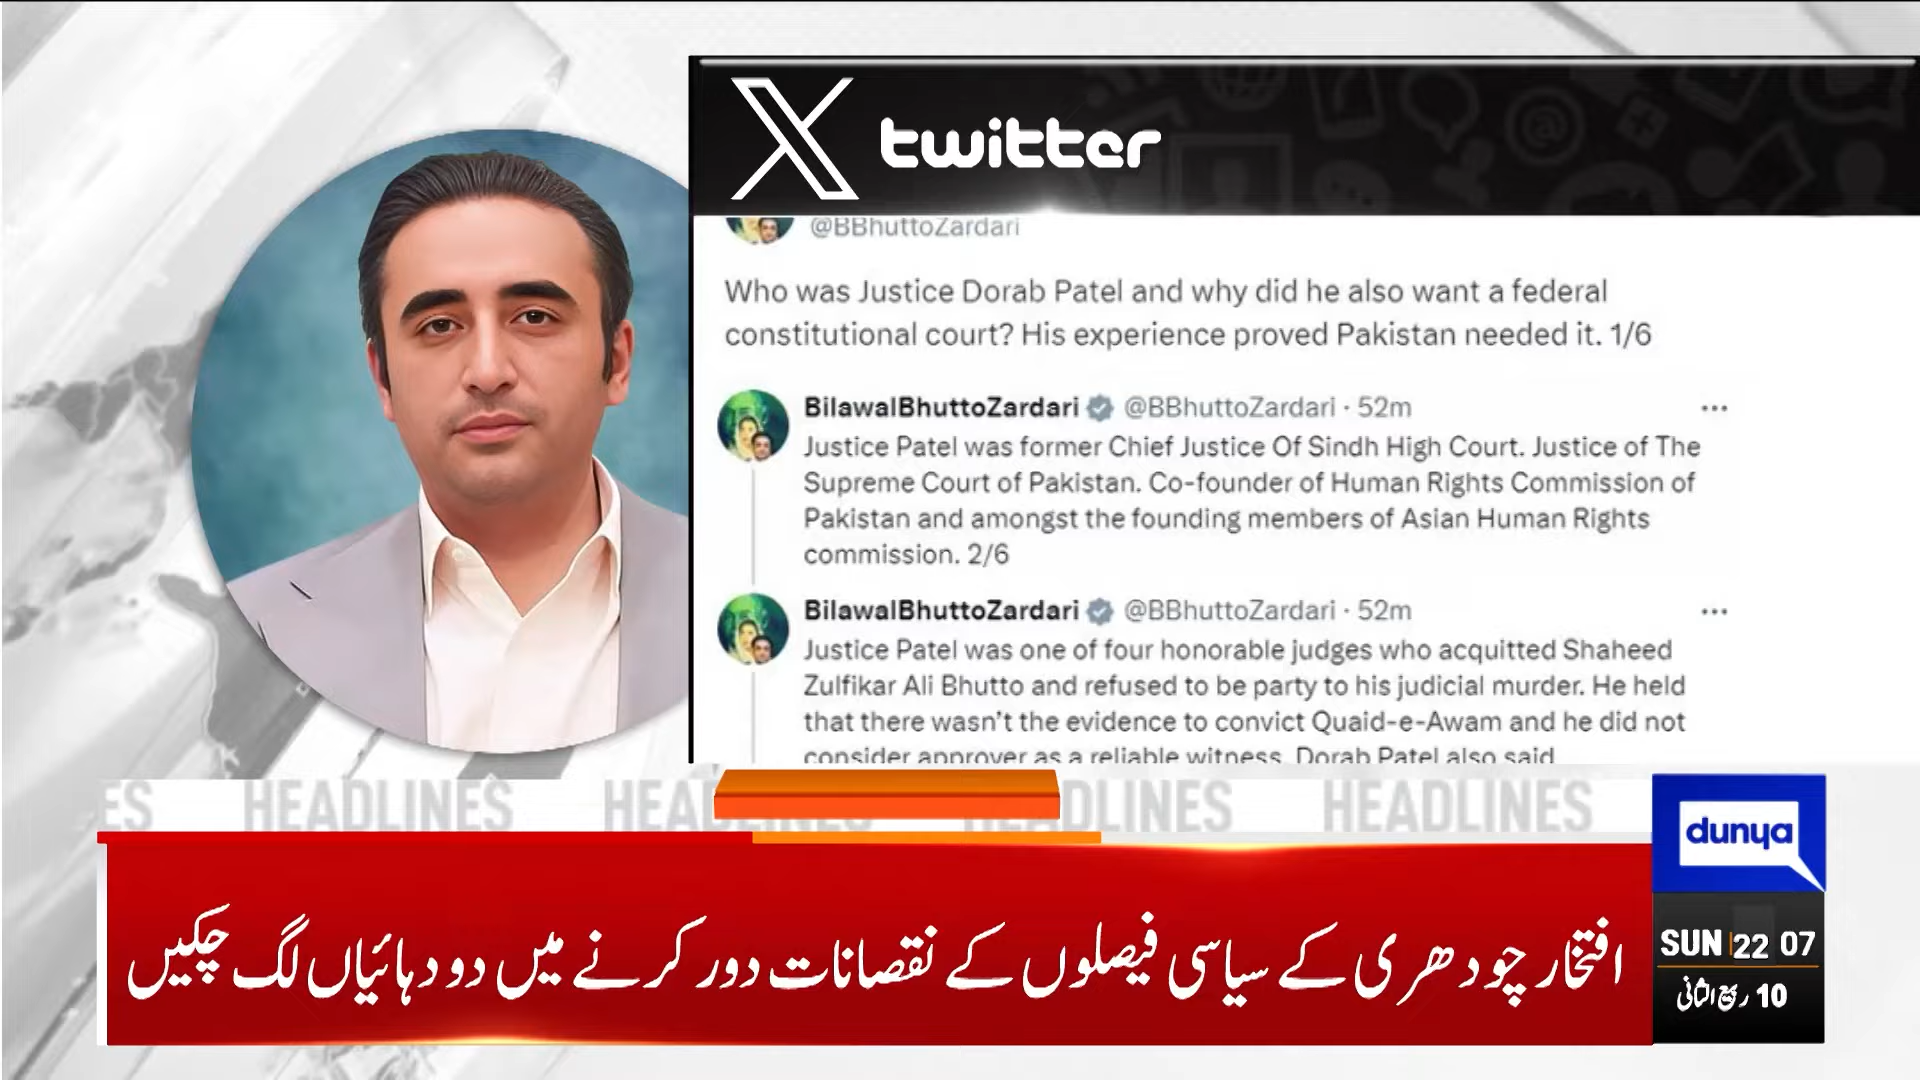 X twitter
@BBhuttoZardari
Who was Justice Dorab Patel and why did he also want a federal
constitutional court? His experience proved Pakistan needed it. 1/6
BilawalBhuttoZardari @BBhuttoZardari · 52m
Justice Patel was former Chief Justice Of Sindh High Court. Justice of The
Supreme Court of Pakistan. Co-founder of Human Rights Commission of
Pakistan and amongst the founding members of Asian Human Rights
commission. 2/6
BilawalBhuttoZardari @BBhuttoZardari · 52m
Justice Patel was one of four honorable judges who acquitted Shaheed
Zulfikar Ali Bhutto and refused to be party to his judicial murder. He held
that there wasn't the evidence to convict Quaid-e-Awam and he did not
consider approver as a reliable witness. Dorab Patel also said
ES HEADLINES HEADLINES HEADLINES HEADLINES
dunya
افتخار چودھری کے سیاسی فیصلوں کے نقصانات دور کرنے میں دو دہائیاں لگ چکیں
SUN 22 07
10 ربیع الثانی